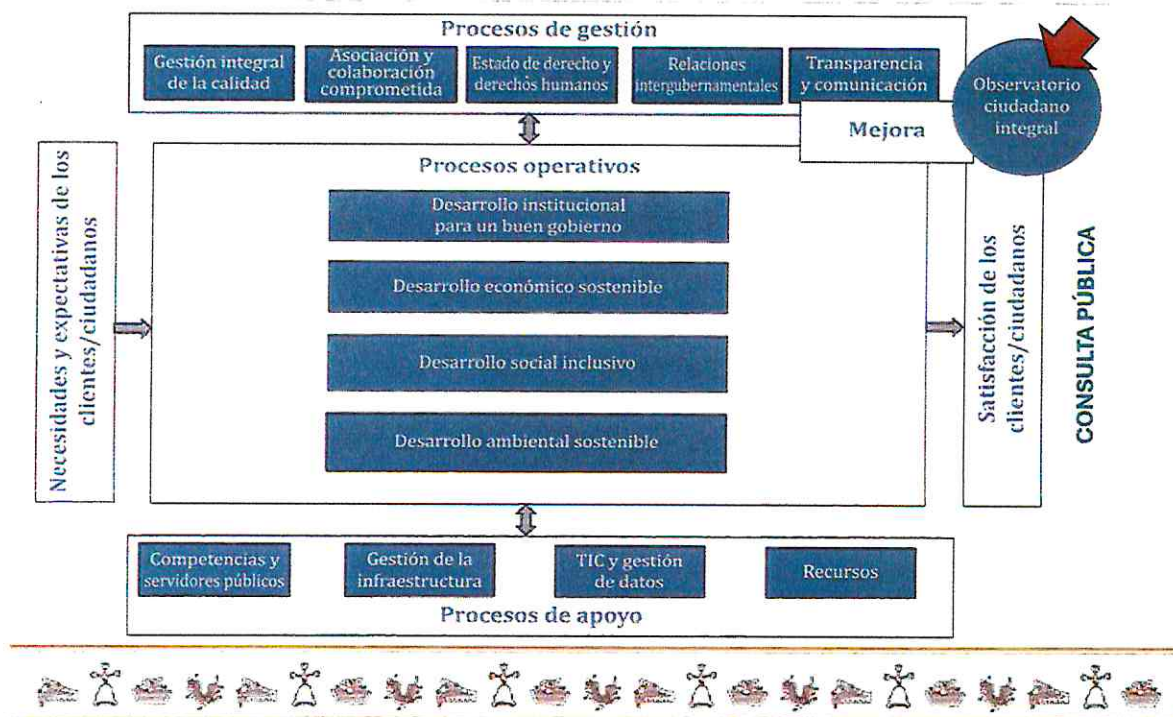 Procesos de gestión
Gestión integral
de la calidad
Asociación y
colaboración
comprometida
Estado de derecho y
derechos humanos
Relaciones
intergubernamentales
Transparencia
y comunicación
Observatorio
ciudadano
integral
Mejora
Necesidades y expectativas de los
clientes/ciudadanos
Procesos operativos
Desarrollo institucional
para un buen gobierno
Desarrollo económico sostenible
Desarrollo social inclusivo
Desarrollo ambiental sostenible
Satisfacción de los
clientes/ciudadanos
CONSULTA PÚBLICA
Competencias y
servidores públicos
Gestión de la
infraestructura
TIC y gestión
de datos
Recursos
Procesos de apoyo